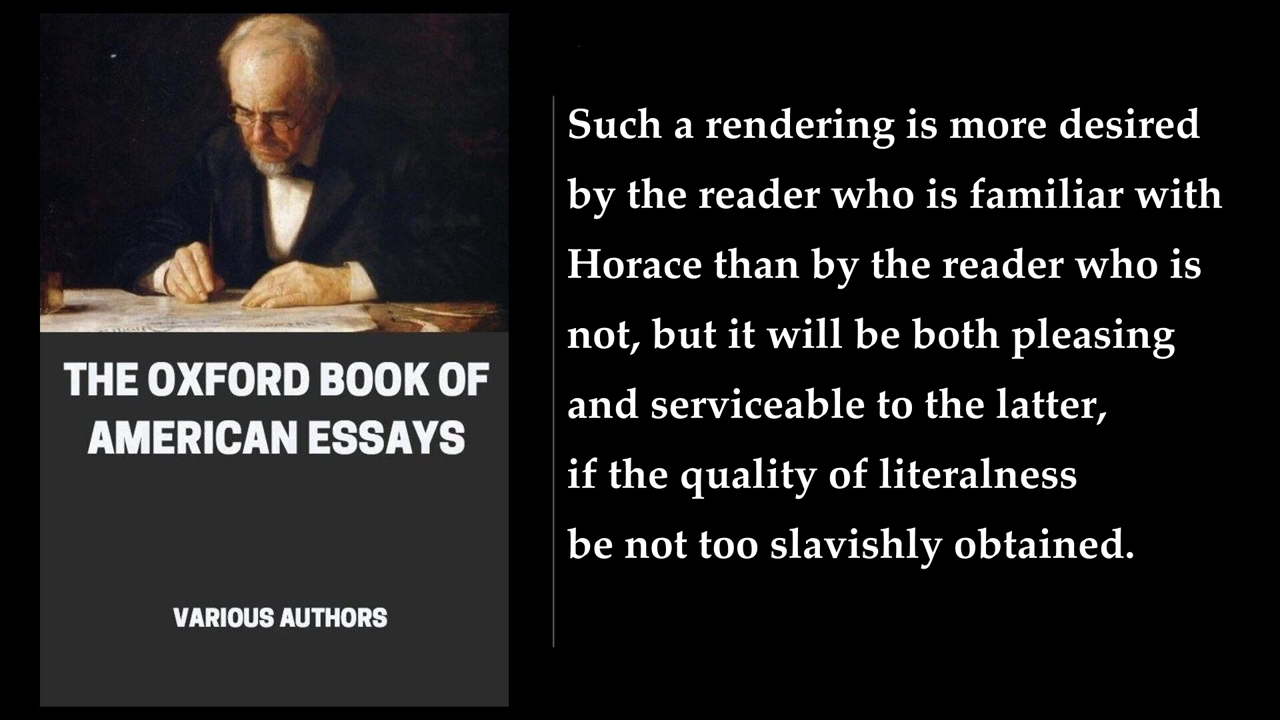 THE OXFORD BOOK OF
AMERICAN ESSAYS
VARIOUS AUTHORS
Such a rendering is more desired
by the reader who is familiar with
Horace than by the reader who is
not, but it will be both pleasing
and serviceable to the latter,
if the quality of literalness
be not too slavishly obtained.